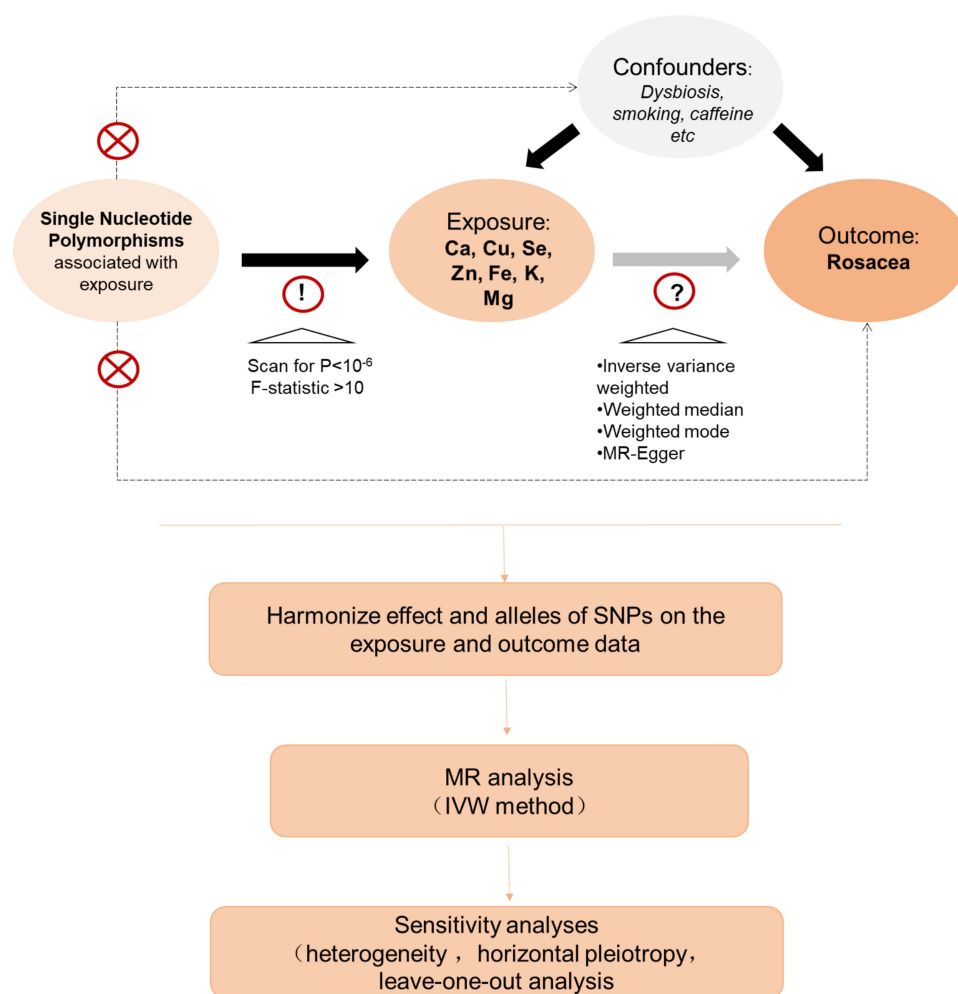 Confounders:
Dysbiosis,
smoking, caffeine
etc
Single Nucleotide
Polymorphisms
associated with
exposure
Exposure:
Ca, Cu, Se,
Zn, Fe, K,
Mg
Outcome:
Rosacea
!
?
Scan for P<10⁻⁶
F-statistic >10
•Inverse variance
weighted
•Weighted median
•Weighted mode
•MR-Egger
Harmonize effect and alleles of SNPs on the
exposure and outcome data
MR analysis
（IVW method）
Sensitivity analyses
（heterogeneity ，horizontal pleiotropy，
leave-one-out analysis